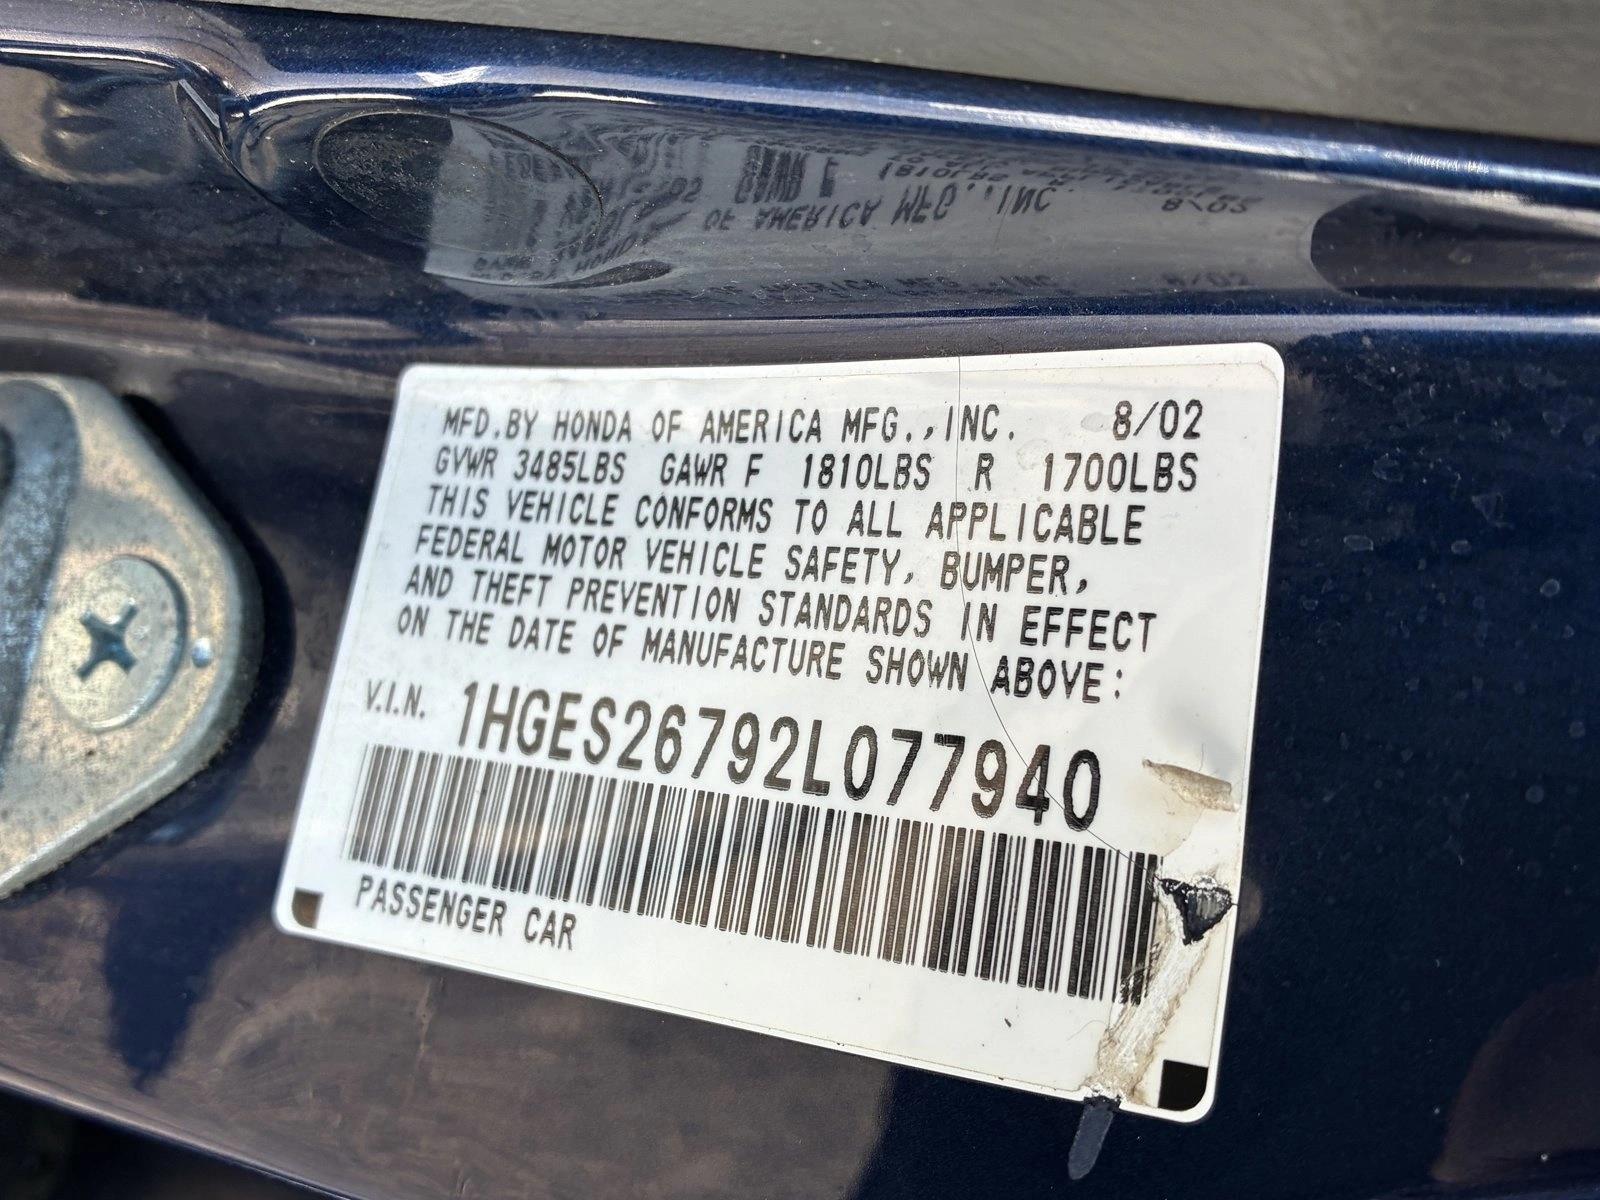 MFD.BY HONDA OF AMERICA MFG.,INC. 8/02
GVWR 3485LBS GAWR F 1810LBS R 1700LBS
THIS VEHICLE CONFORMS TO ALL APPLICABLE
FEDERAL MOTOR VEHICLE SAFETY, BUMPER,
AND THEFT PREVENTION STANDARDS IN EFFECT
ON THE DATE OF MANUFACTURE SHOWN ABOVE:
V.I.N. 1HGES26792L077940
PASSENGER CAR